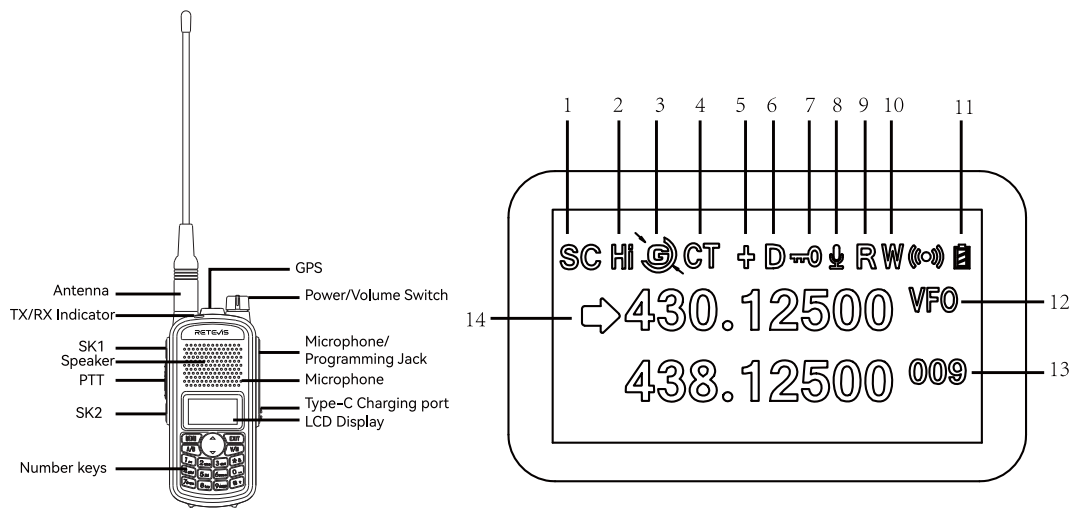 GPS
Antenna
Power/Volume Switch
TX/RX Indicator
RETEVIS
SK1
Speaker
Microphone/
Programming Jack
PTT
Microphone
SK2
Type-C Charging port
LCD Display
Number keys
MENU
EXIT
A/B
V/M
1 2 3 4 5 6 7 8 9 10 11
SC Hi G CT + D R W
430.12500 VFO
12
14
438.12500 009
13